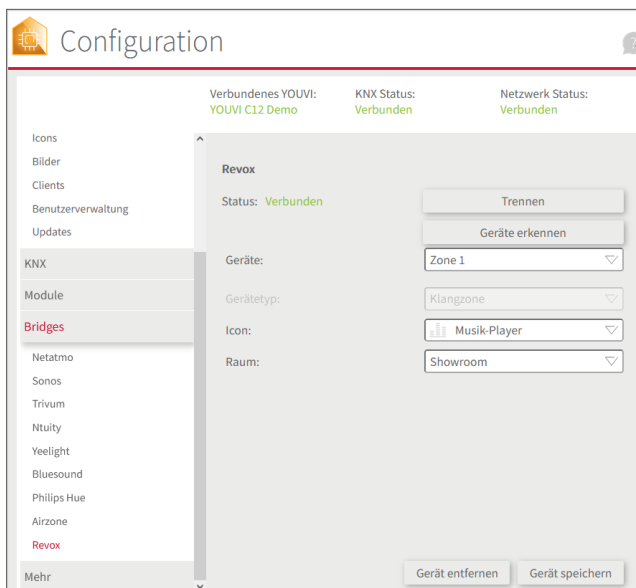 Configuration
?
Verbundenes YOUVI: KNX Status: Netzwerk Status:
YOUVI C12 Demo Verbunden Verbunden
Icons
Bilder
Clients
Benutzerverwaltung
Updates
KNX
Module
Bridges
Netatmo
Sonos
Trivum
Ntuity
Yeelight
Bluesound
Philips Hue
Airzone
Revox
Mehr
Revox
Status: Verbunden Trennen
Geräte erkennen
Geräte: Zone 1
Gerätetyp: Klangzone
Icon: Musik-Player
Raum: Showroom
Gerät entfernen Gerät speichern